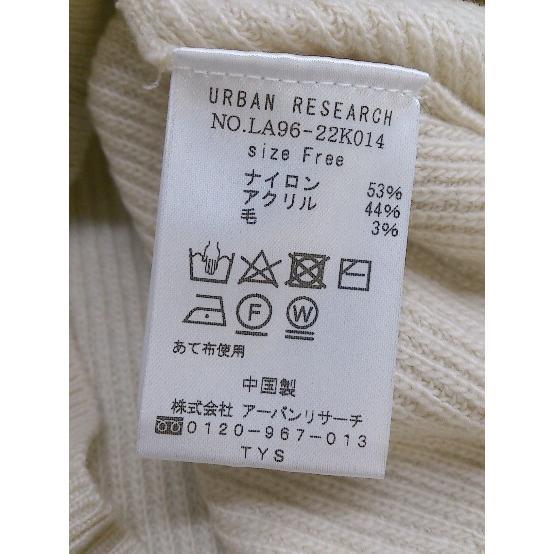 URBAN RESEARCH
NO.LA96-22K014
size Free
ナイロン 53%
アクリル 44%
毛 3%
F W
あて布使用
中国製
株式会社 アーバンリサーチ
0120-967-013
TYS